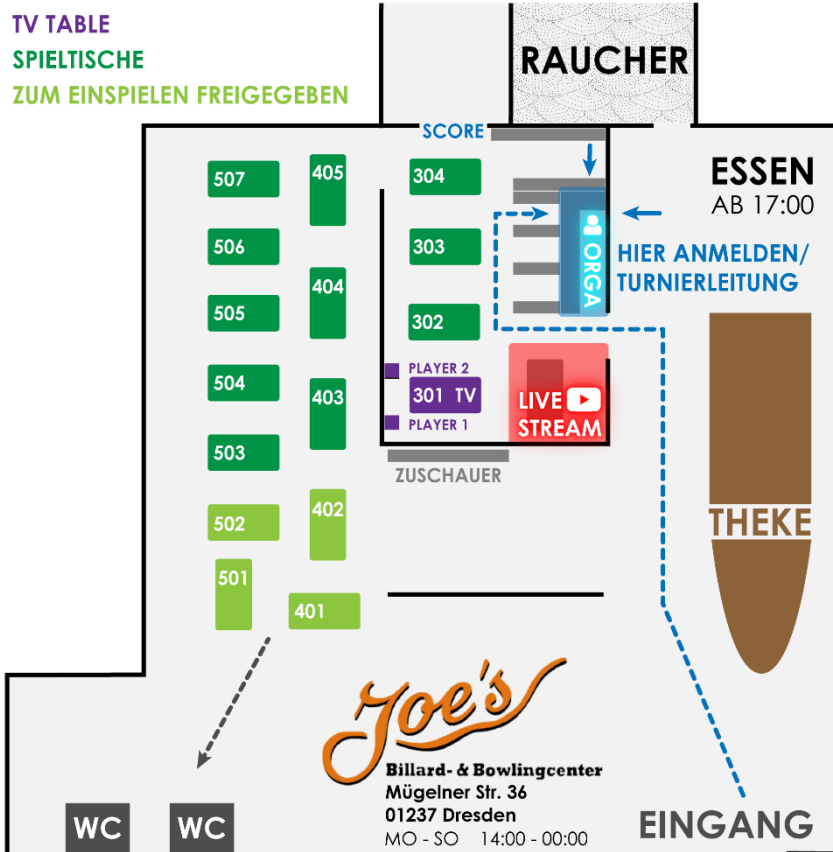 TV TABLE
SPIELTISCHE
ZUM EINSPIELEN FREIGEGEBEN
RAUCHER
SCORE
507
405
304
ESSEN
AB 17:00
506
303
ORGA
HIER ANMELDEN/
TURNIERLEITUNG
404
505
302
504
403
PLAYER 2
301 TV
PLAYER 1
LIVE
STREAM
503
ZUSCHAUER
502
402
THEKE
501
401
Joe's
Billard- & Bowlingcenter
Mügelner Str. 36
01237 Dresden
MO - SO 14:00 - 00:00
WC
WC
EINGANG